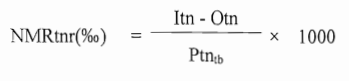 NMRtnr(‰) = Itn - Otn / Ptntb × 1000